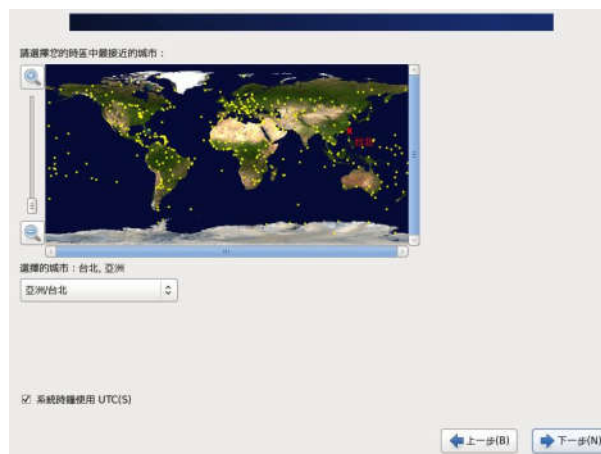 請選擇您的時區中最接近的城市：
台北
選擇的城市：台北, 亞洲
亞洲/台北
系統時鐘使用 UTC(S)
上一步(B)
下一步(N)